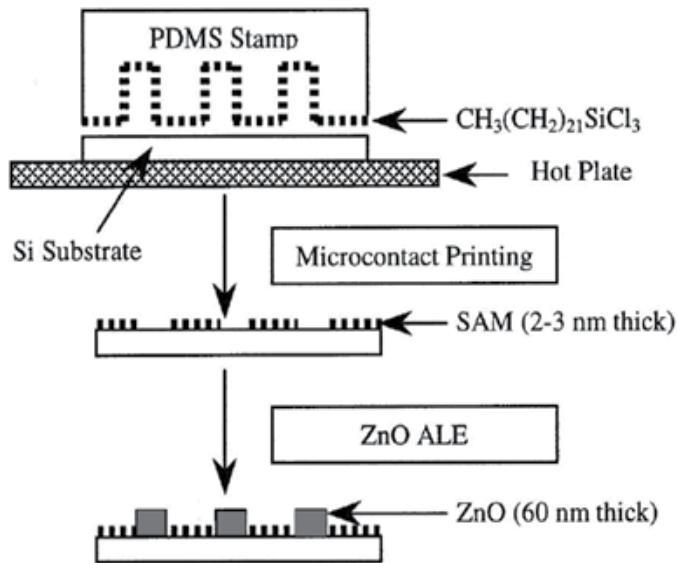 PDMS Stamp
CH₃(CH₂)₂₁SiCl₃
Hot Plate
Si Substrate
Microcontact Printing
SAM (2-3 nm thick)
ZnO ALE
ZnO (60 nm thick)